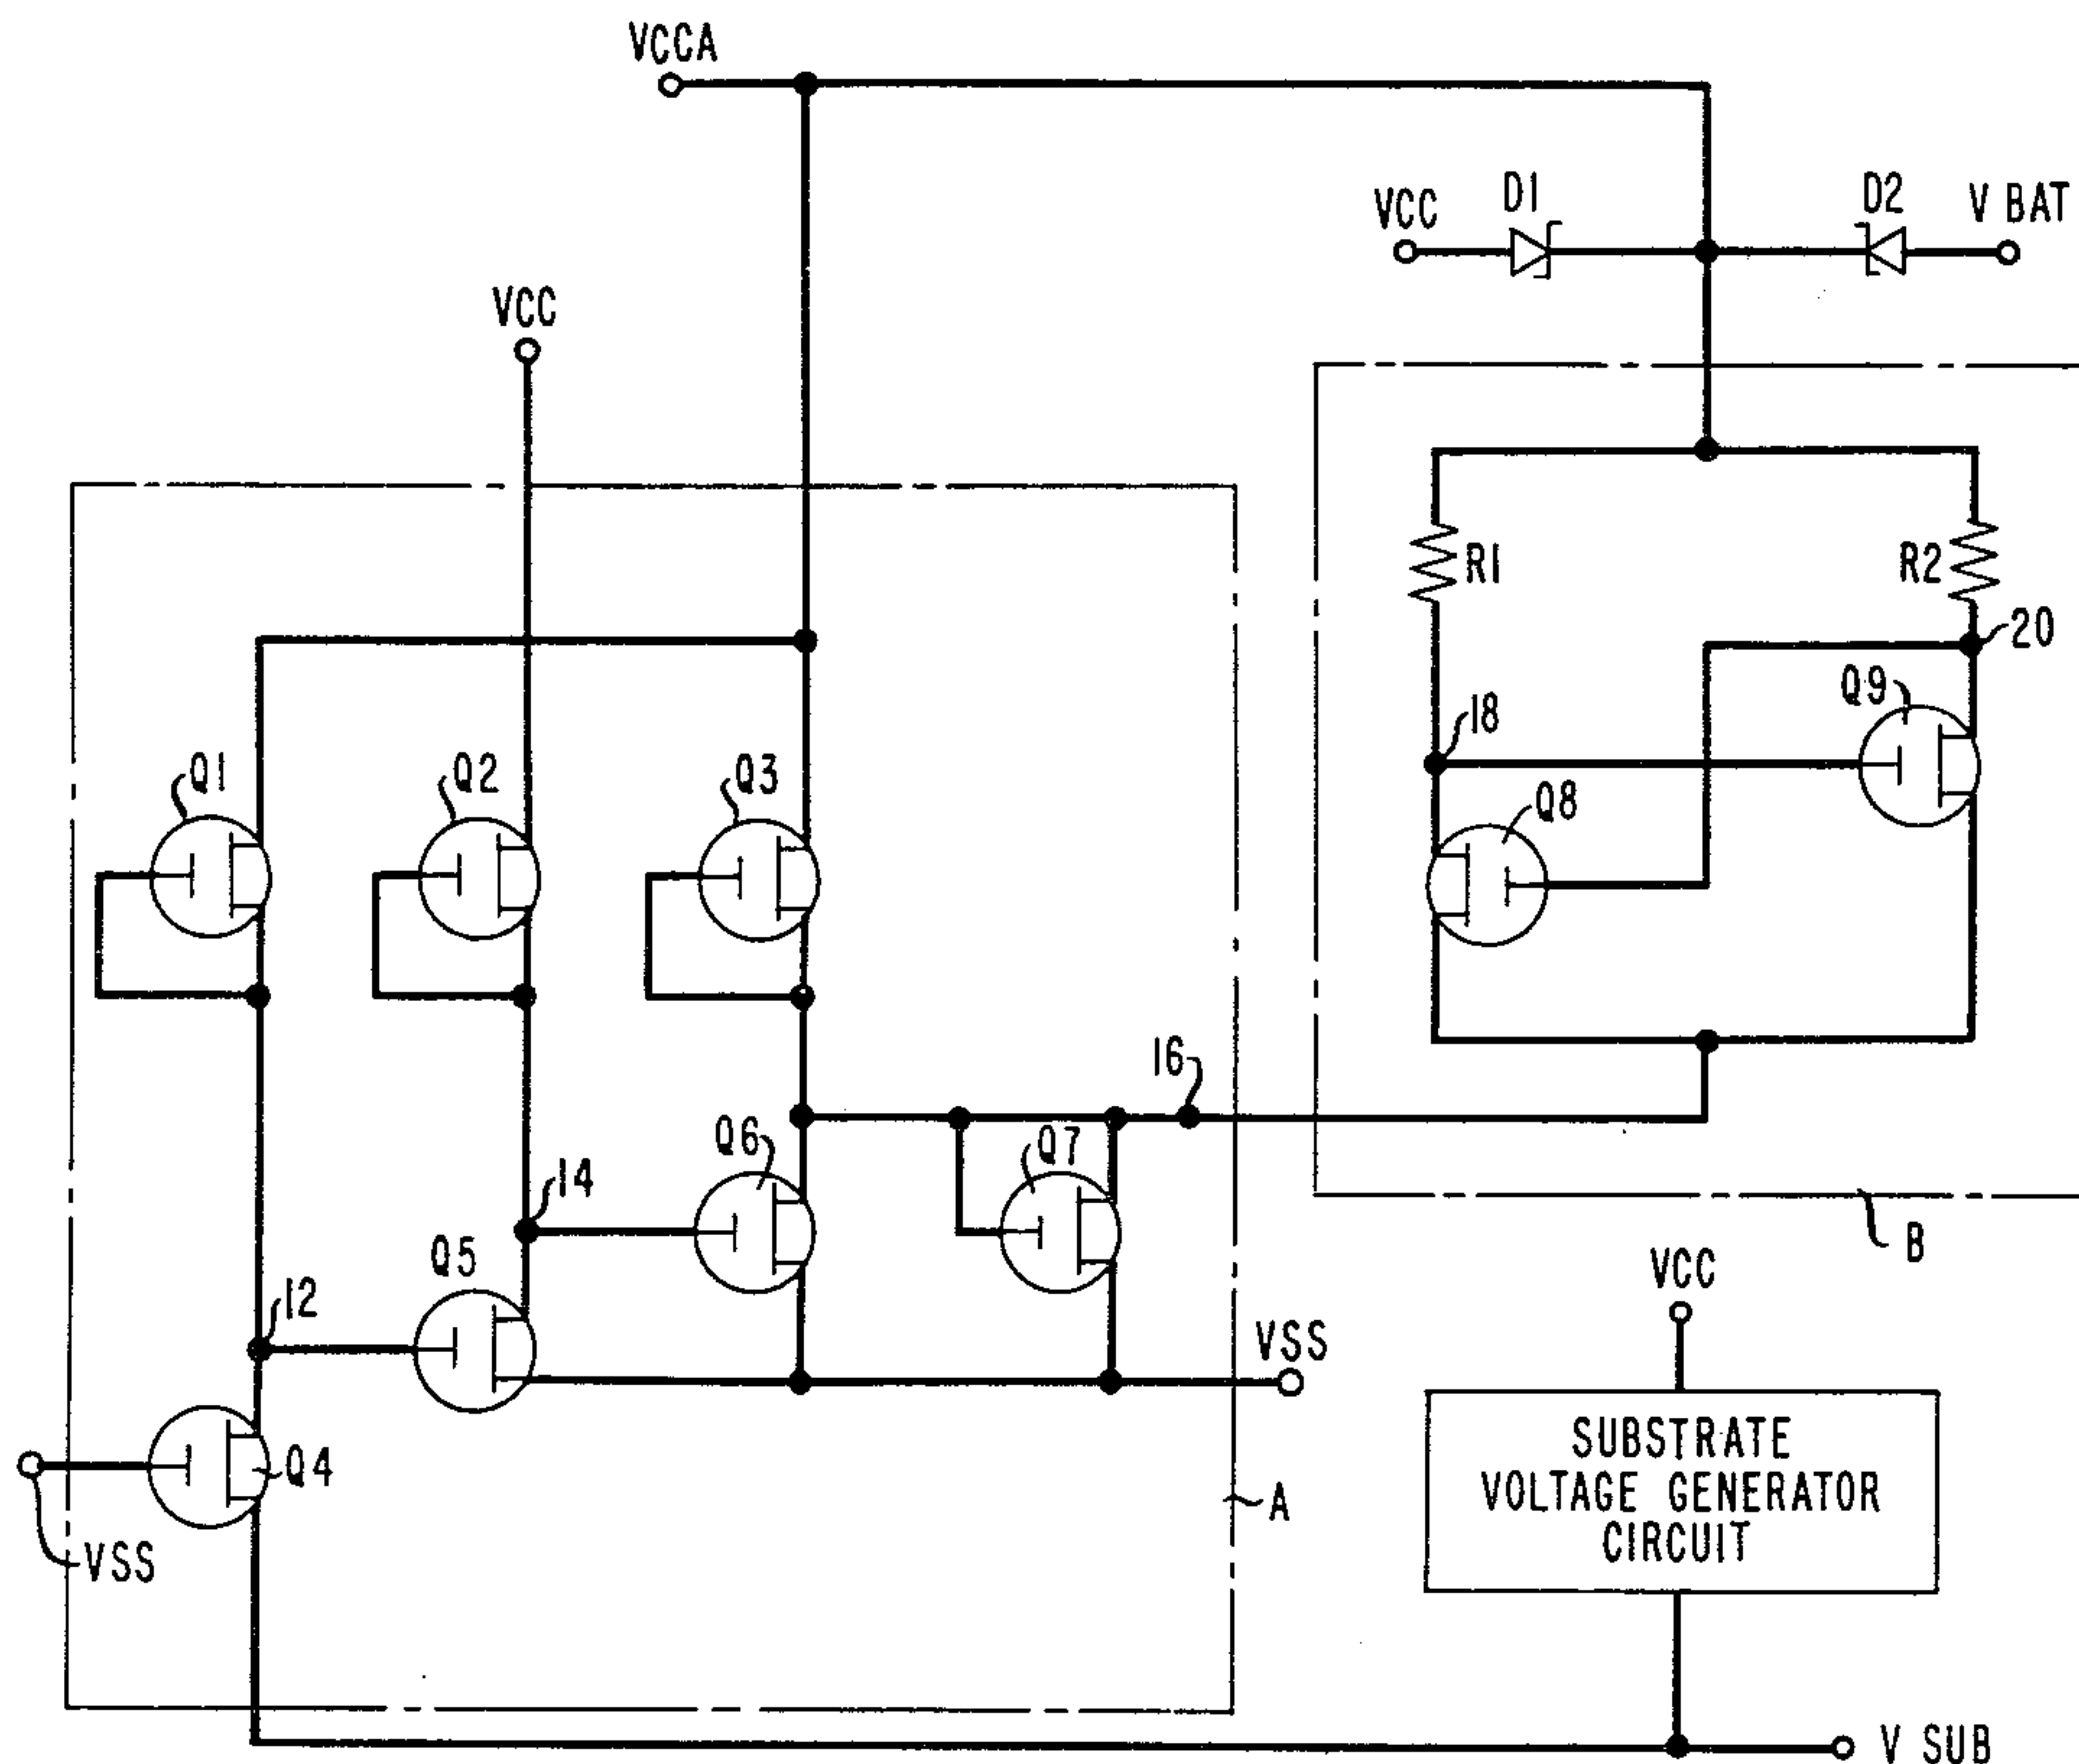 VCCA
VCC
D1
D2
V BAT
VCC
R1
R2
20
Q9
18
Q1
Q2
Q3
Q8
16
Q6
Q7
14
Q5
12
B
VCC
VSS
Q4
A
VSS
SUBSTRATE
VOLTAGE GENERATOR
CIRCUIT
V SUB